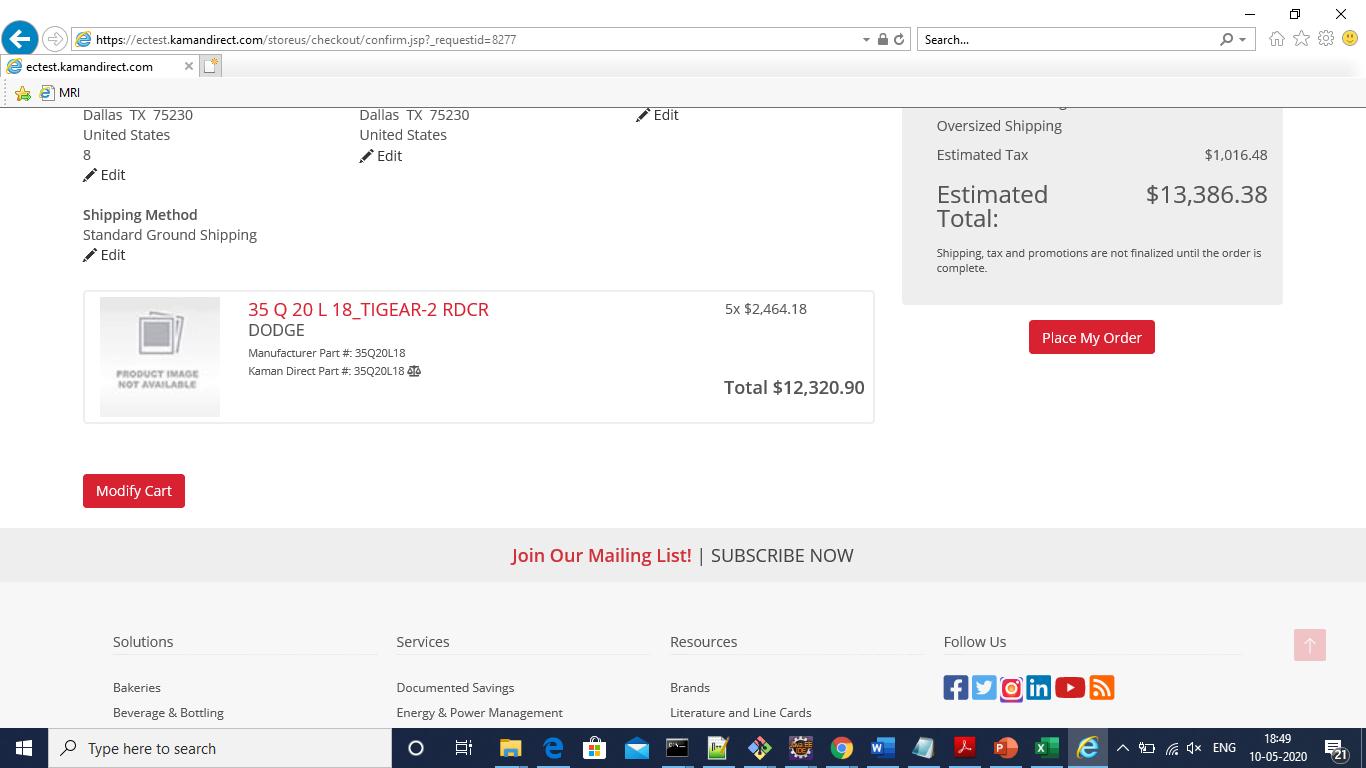 https://ectest.kamandirect.com/storeus/checkout/confirm.jsp?_requestid=8277
Search...
ectest.kamandirect.com
MRI
Dallas TX 75230
United States
8
Edit
Dallas TX 75230
United States
Edit
Edit
Shipping Method
Standard Ground Shipping
Edit
Oversized Shipping
Estimated Tax $1,016.48
Estimated Total: $13,386.38
Shipping, tax and promotions are not finalized until the order is
complete.
Place My Order
PRODUCT IMAGE
NOT AVAILABLE
35 Q 20 L 18_TIGEAR-2 RDCR
DODGE
Manufacturer Part #: 35Q20L18
Kaman Direct Part #: 35Q20L18
5x $2,464.18
Total $12,320.90
Modify Cart
Join Our Mailing List! | SUBSCRIBE NOW
Solutions
Bakeries
Beverage & Bottling
Services
Documented Savings
Energy & Power Management
Resources
Brands
Literature and Line Cards
Follow Us
Type here to search
ENG
18:49
10-05-2020
21